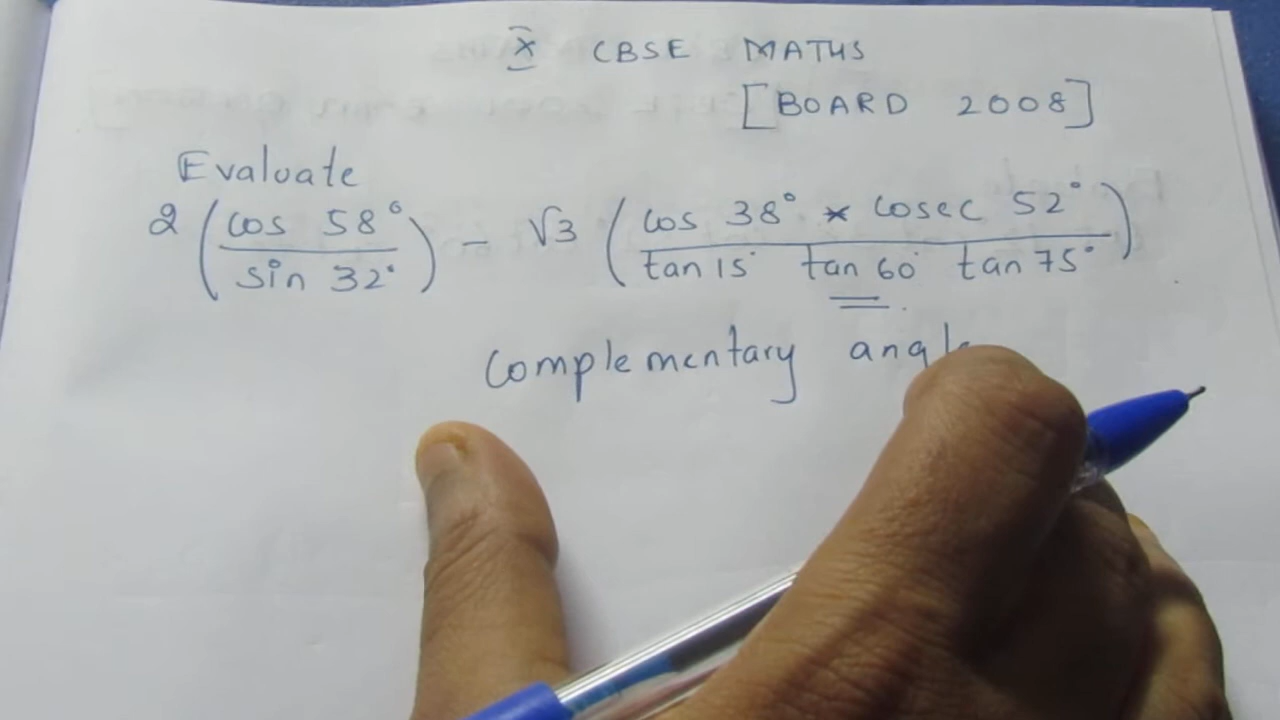 X CBSE MATHS
[BOARD 2008]
Evaluate
2 (cos 58° / sin 32°) - √3 (cos 38° * cosec 52° / tan 15° tan 60° tan 75°)
complementary